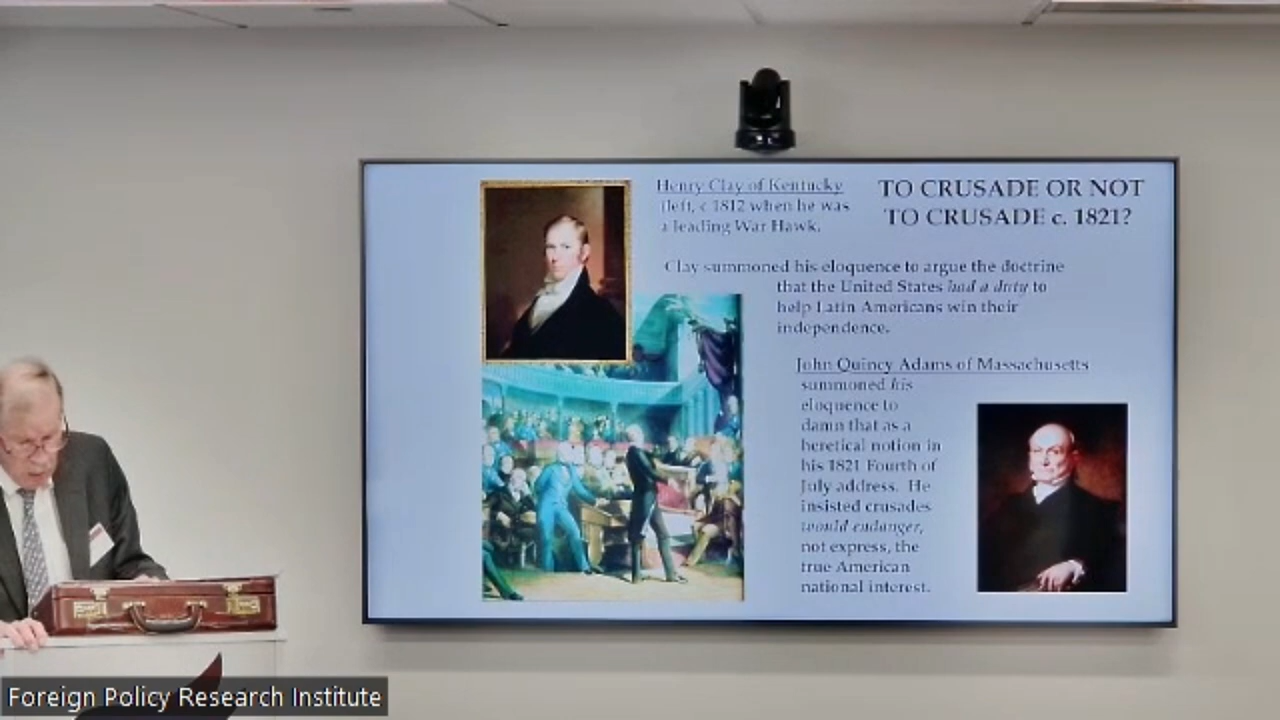 Henry Clay of Kentucky
(left, c 1812 when he was
a leading War Hawk.
TO CRUSADE OR NOT
TO CRUSADE c. 1821?
Clay summoned his eloquence to argue the doctrine
that the United States had a duty to
help Latin Americans win their
independence.
John Quincy Adams of Massachusetts
summoned his
eloquence to
damn that as a
heretical notion in
his 1821 Fourth of
July address. He
insisted crusades
would endanger,
not express, the
true American
national interest.
Foreign Policy Research Institute